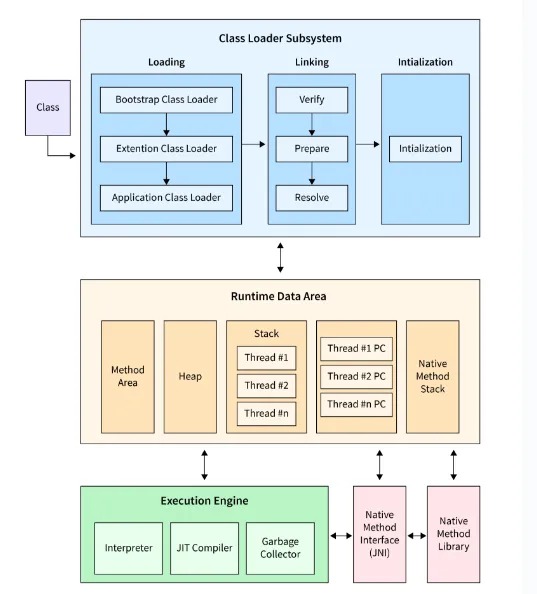 Class Loader Subsystem
Loading
Linking
Intialization
Class
Bootstrap Class Loader
Extention Class Loader
Application Class Loader
Verify
Prepare
Resolve
Intialization
Runtime Data Area
Method
Area
Heap
Stack
Thread #1
Thread #2
Thread #n
Thread #1 PC
Thread #2 PC
Thread #n PC
Native
Method
Stack
Execution Engine
Interpreter
JIT Compiler
Garbage
Collector
Native
Method
Interface
(JNI)
Native
Method
Library